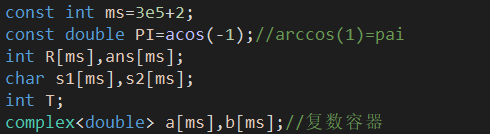 const int ms=3e5+2;
const double PI=acos(-1);//arccos(1)=pai
int R[ms],ans[ms];
char s1[ms],s2[ms];
int T;
complex<double> a[ms],b[ms];//复数容器